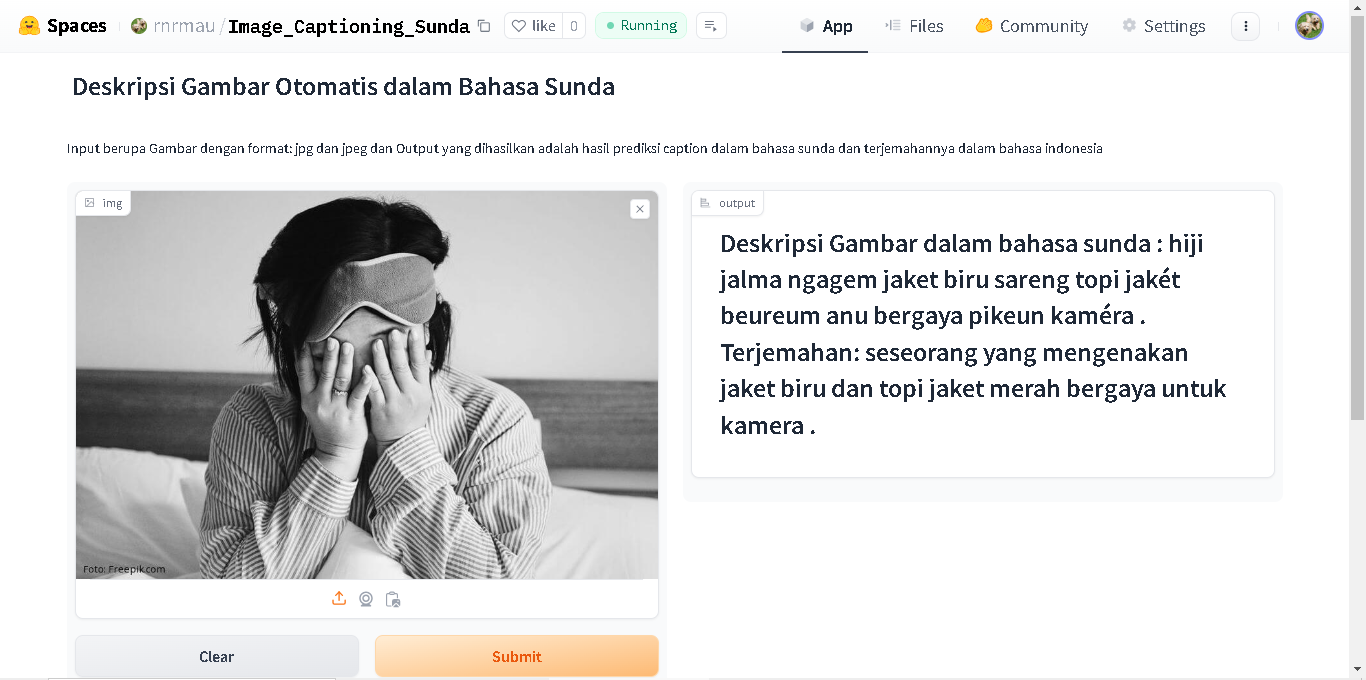 Spaces rnrmau / Image_Captioning_Sunda like 0 Running App Files Community Settings
Deskripsi Gambar Otomatis dalam Bahasa Sunda
Input berupa Gambar dengan format: jpg dan jpeg dan Output yang dihasilkan adalah hasil prediksi caption dalam bahasa sunda dan terjemahannya dalam bahasa indonesia
img
Foto: Freepik.com
Clear
Submit
output
Deskripsi Gambar dalam bahasa sunda : hiji
jalma ngagem jaket biru sareng topi jakét
beureum anu bergaya pikeun kaméra .
Terjemahan: seseorang yang mengenakan
jaket biru dan topi jaket merah bergaya untuk
kamera .